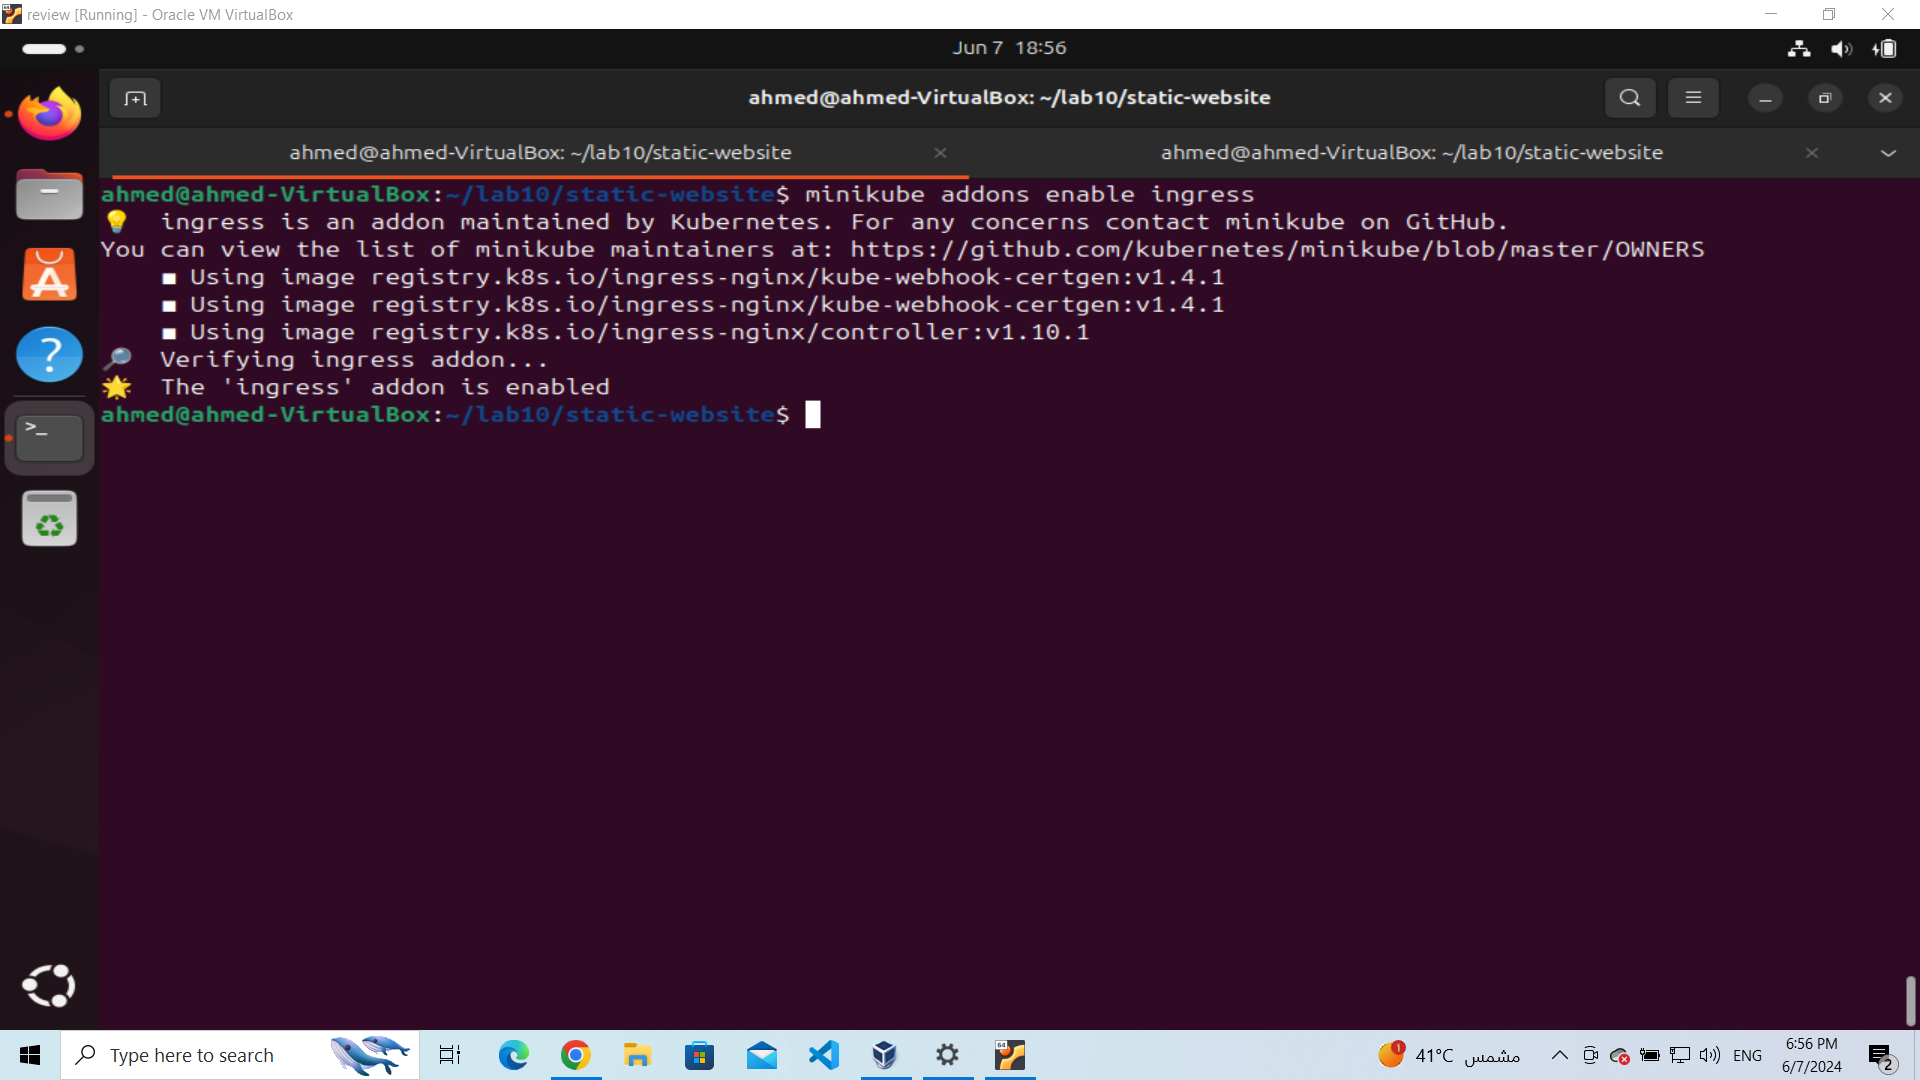 review [Running] - Oracle VM VirtualBox
Jun 7 18:56
ahmed@ahmed-VirtualBox: ~/lab10/static-website
ahmed@ahmed-VirtualBox: ~/lab10/static-website
ahmed@ahmed-VirtualBox: ~/lab10/static-website
ahmed@ahmed-VirtualBox:~/lab10/static-website$ minikube addons enable ingress
💡 ingress is an addon maintained by Kubernetes. For any concerns contact minikube on GitHub.
You can view the list of minikube maintainers at: https://github.com/kubernetes/minikube/blob/master/OWNERS
▪ Using image registry.k8s.io/ingress-nginx/kube-webhook-certgen:v1.4.1
▪ Using image registry.k8s.io/ingress-nginx/kube-webhook-certgen:v1.4.1
▪ Using image registry.k8s.io/ingress-nginx/controller:v1.10.1
🔎 Verifying ingress addon...
🌟 The 'ingress' addon is enabled
ahmed@ahmed-VirtualBox:~/lab10/static-website$
Type here to search
1
41°C مشمس
ENG
6:56 PM
6/7/2024
2
64